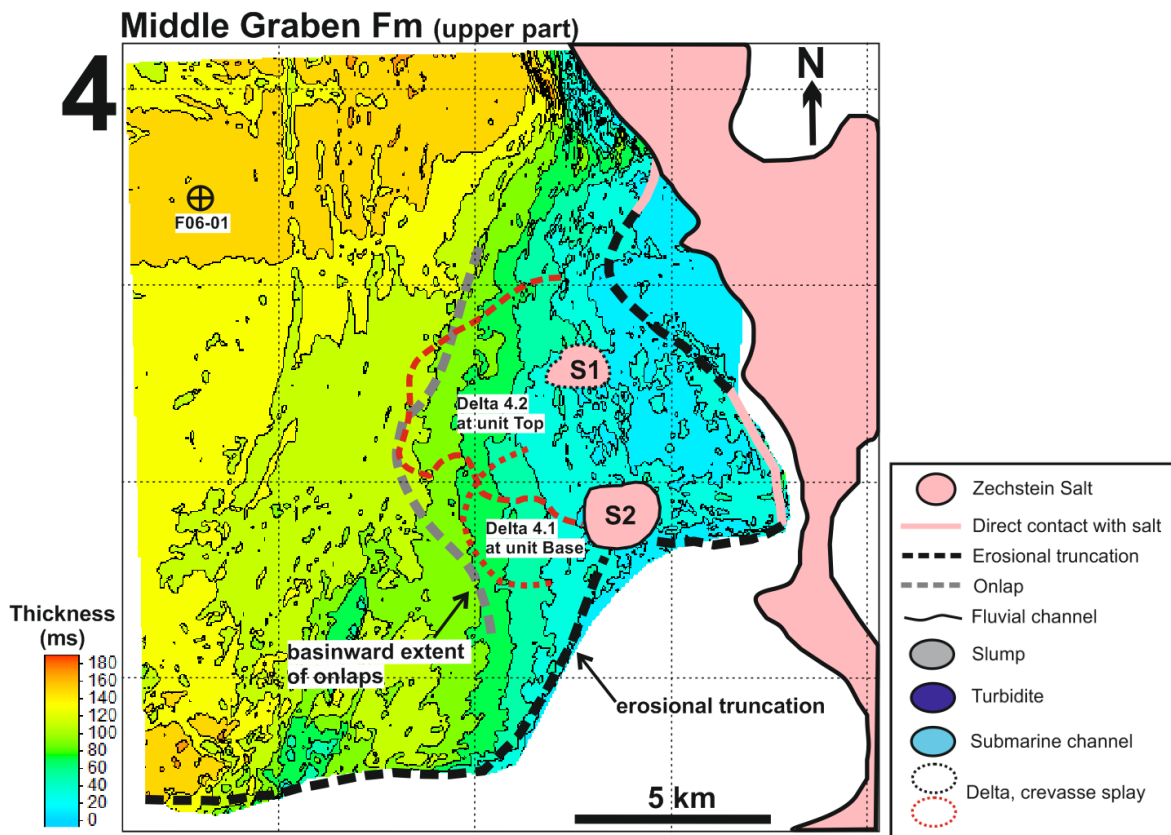 Middle Graben Fm (upper part)
4
N
F06-01
S1
Delta 4.2
at unit Top
S2
Delta 4.1
at unit Base
basinward extent
of onlaps
erosional truncation
5 km
Thickness
(ms)
180
160
140
120
100
80
60
40
20
0
Zechstein Salt
Direct contact with salt
Erosional truncation
Onlap
Fluvial channel
Slump
Turbidite
Submarine channel
Delta, crevasse splay